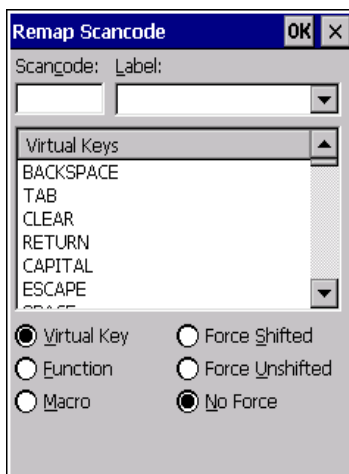 Remap Scancode OK ×
Scancode: Label:
Virtual Keys
BACKSPACE
TAB
CLEAR
RETURN
CAPITAL
ESCAPE
Virtual Key Force Shifted
Function Force Unshifted
Macro No Force